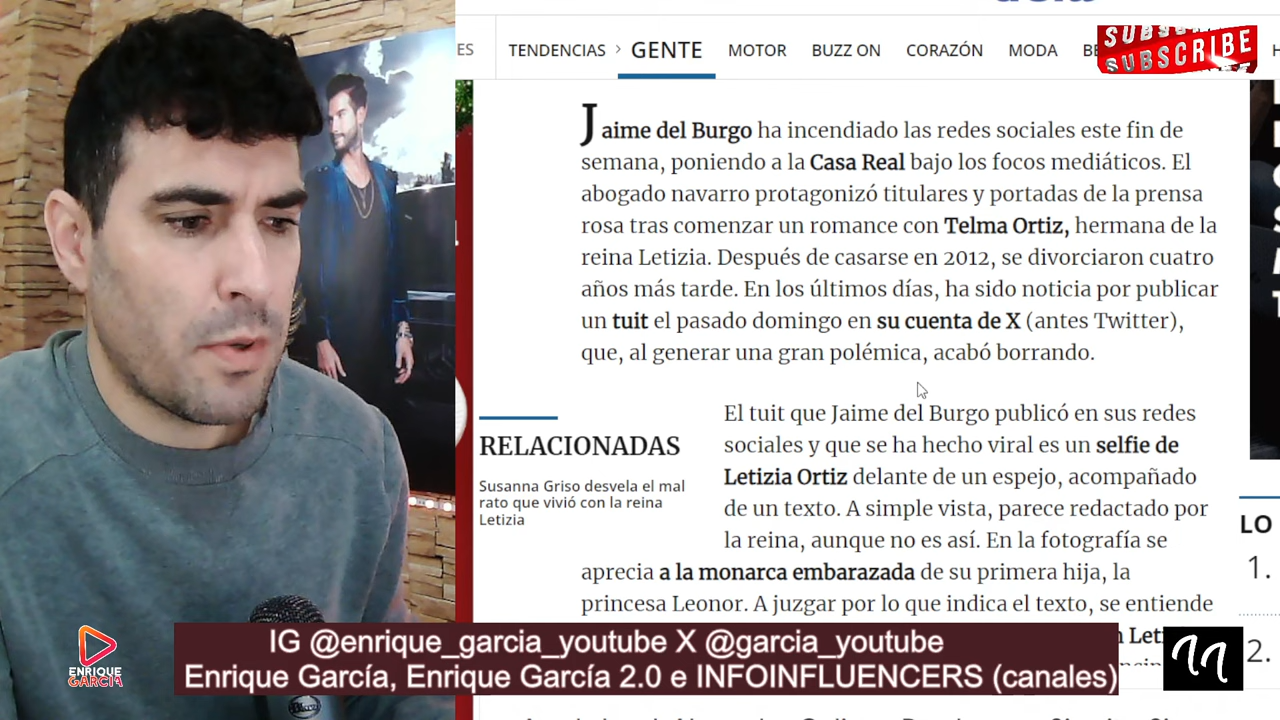 ES
TENDENCIAS > GENTE MOTOR BUZZ ON CORAZÓN MODA
SUBSCRIBE
SUBSCRIBE
Jaime del Burgo ha incendiado las redes sociales este fin de
semana, poniendo a la Casa Real bajo los focos mediáticos. El
abogado navarro protagonizó titulares y portadas de la prensa
rosa tras comenzar un romance con Telma Ortiz, hermana de la
reina Letizia. Después de casarse en 2012, se divorciaron cuatro
años más tarde. En los últimos días, ha sido noticia por publicar
un tuit el pasado domingo en su cuenta de X (antes Twitter),
que, al generar una gran polémica, acabó borrando.
RELACIONADAS
Susanna Griso desvela el mal
rato que vivió con la reina
Letizia
El tuit que Jaime del Burgo publicó en sus redes
sociales y que se ha hecho viral es un selfie de
Letizia Ortiz delante de un espejo, acompañado
de un texto. A simple vista, parece redactado por
la reina, aunque no es así. En la fotografía se
aprecia a la monarca embarazada de su primera hija, la
princesa Leonor. A juzgar por lo que indica el texto, se entiende
LO
1.
2.
IG @enrique_garcia_youtube X @garcia_youtube
Enrique García, Enrique García 2.0 e INFOINFLUENCERS (canales)
ENRIQUE
GARCÍA